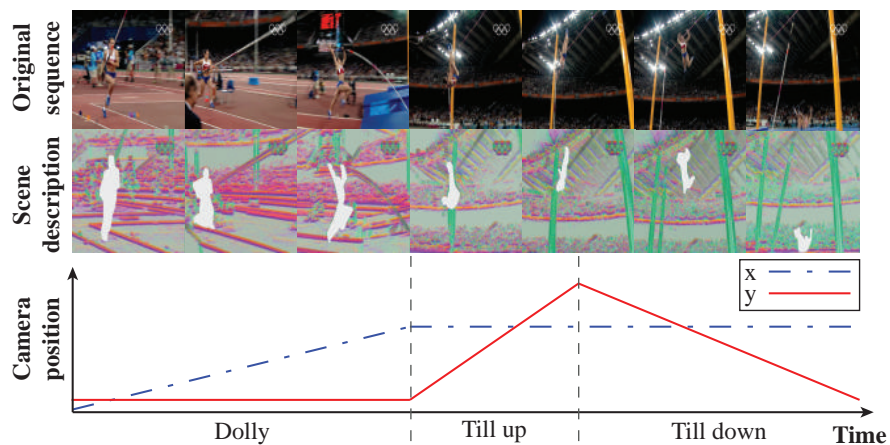 Original
sequence
Scene
description
Camera
position
x
y
Dolly
Till up
Till down
Time